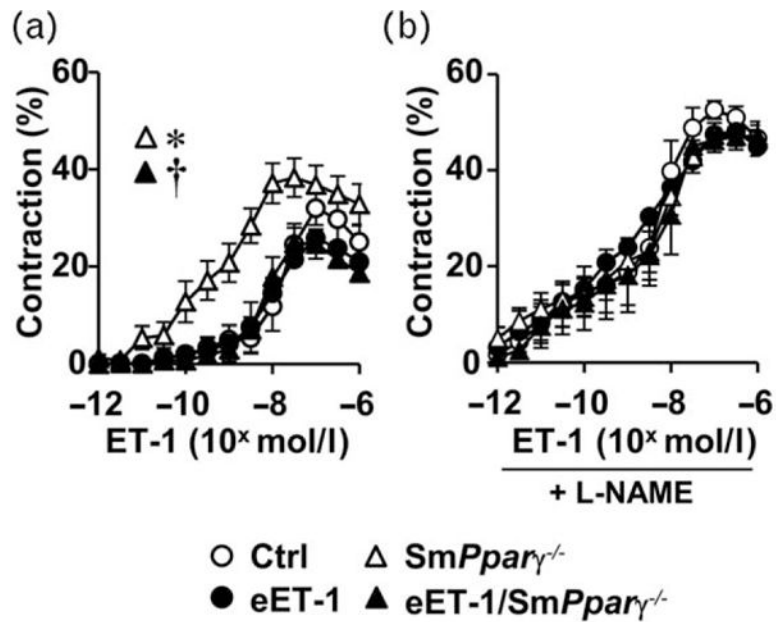 (a)
(b)
Contraction (%)
60
40
20
0
△ *
▲ †
−12 −10 −8 −6
ET-1 (10ˣ mol/l)
Contraction (%)
60
40
20
0
−12 −10 −8 −6
ET-1 (10ˣ mol/l)
+ L-NAME
○ Ctrl △ SmPparγ-/-
● eET-1 ▲ eET-1/SmPparγ-/-